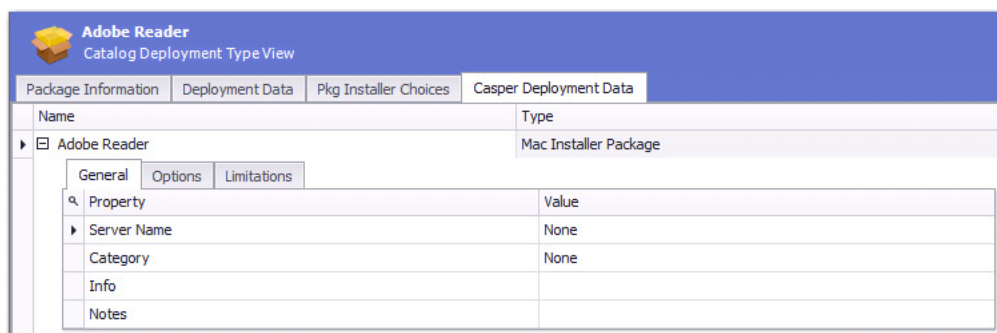 Adobe Reader
Catalog Deployment Type View
Package Information Deployment Data Pkg Installer Choices Casper Deployment Data
Name Type
Adobe Reader Mac Installer Package
General Options Limitations
Property Value
Server Name None
Category None
Info
Notes